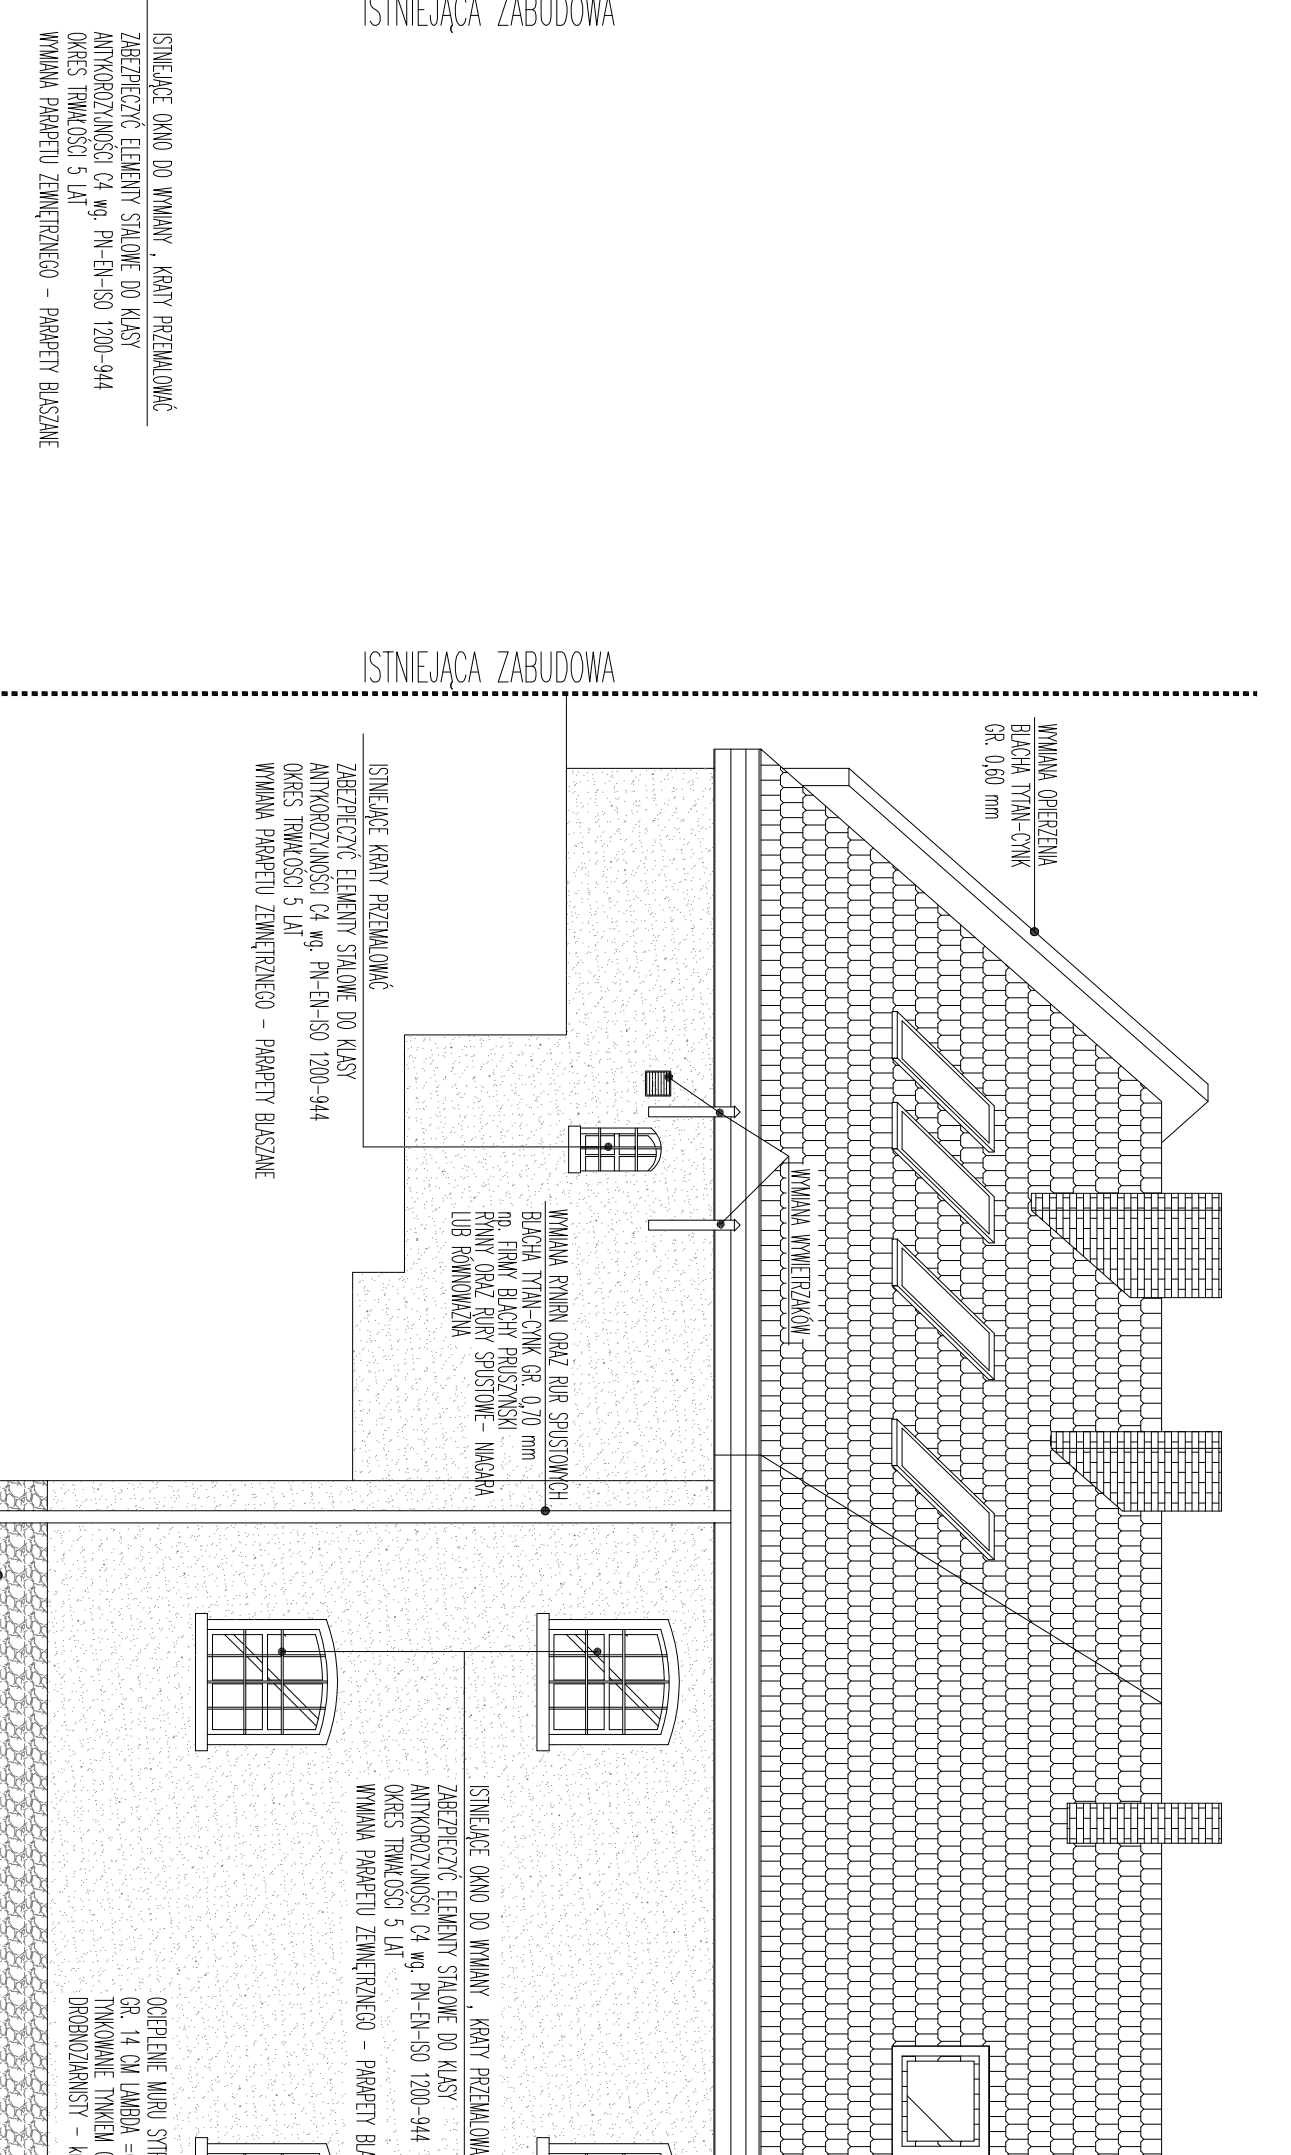 ISTNIEJĄCA ZABUDOWA
ISTNIEJĄCE OKNO DO WYMIANY , KRATY PRZEMALOWAĆ
ZABEZPIECZYĆ ELEMENTY STALOWE DO KLASY
ANTYKOROZYJNOŚCI C4 wg. PN-EN-ISO 1200-944
OKRES TRWAŁOŚCI 5 LAT
WYMIANA PARAPETU ZEWNĘTRZNEGO - PARAPETY BLASZANE
ISTNIEJĄCA ZABUDOWA
WYMIANA OPIERZENIA
BLACHA TYTAN-CYNK
GR. 0,60 mm
ISTNIEJĄCE KRATY PRZEMALOWAĆ
ZABEZPIECZYĆ ELEMENTY STALOWE DO KLASY
ANTYKOROZYJNOŚCI C4 wg. PN-EN-ISO 1200-944
OKRES TRWAŁOŚCI 5 LAT
WYMIANA PARAPETU ZEWNĘTRZNEGO - PARAPETY BLASZANE
WYMIANA WYWIETRZAKÓW
WYMIANA RYNIRN ORAZ RUR SPUSTOWYCH
BLACHA TYTAN-CYNK GR. 0,70 mm
np. FIRMY BLACHY PRUSZYŃSKI
RYNNY ORAZ RURY SPUSTOWE- NIAGARA
LUB RÓWNOWAŻNA
ISTNIEJĄCE OKNO DO WYMIANY , KRATY PRZEMALOWA
ZABEZPIECZYĆ ELEMENTY STALOWE DO KLASY
ANTYKOROZYJNOŚCI C4 wg. PN-EN-ISO 1200-944
OKRES TRWAŁOŚCI 5 LAT
WYMIANA PARAPETU ZEWNĘTRZNEGO - PARAPETY BLA
OCIEPLENIE MURU
GR. 14 CM LAMBDA =
TYNKOWANIE TYNKIEM (
DROBNOZIARNISTY -